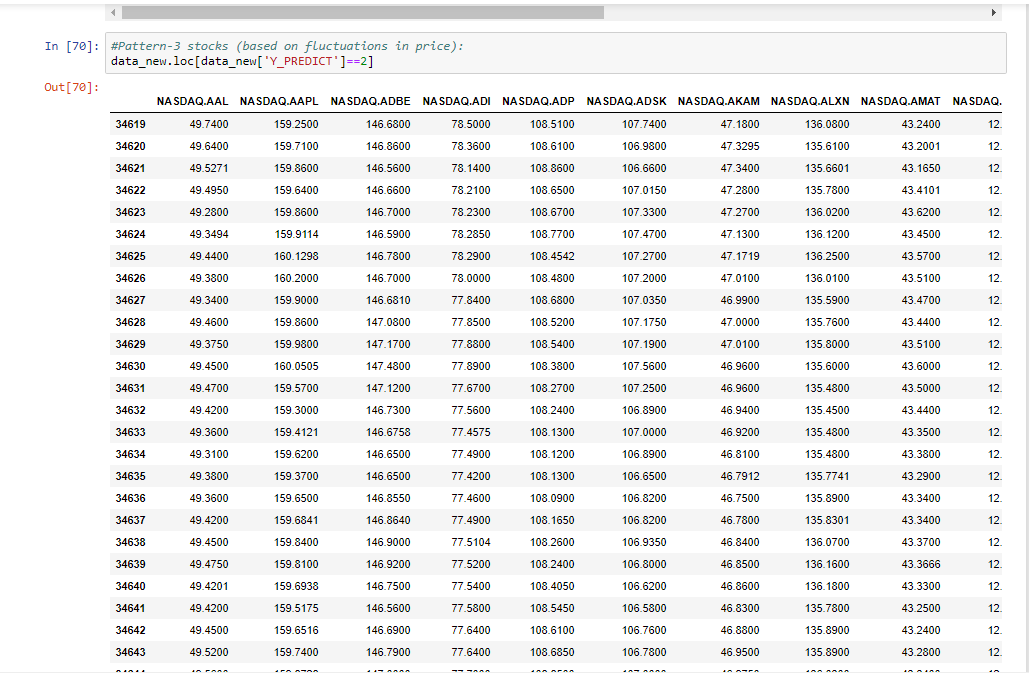 In [70]: #Pattern-3 stocks (based on fluctuations in price):
data_new.loc[data_new['Y_PREDICT']==2]
Out[70]:
NASDAQ.AAL NASDAQ.AAPL NASDAQ.ADBE NASDAQ.ADI NASDAQ.ADP NASDAQ.ADSK NASDAQ.AKAM NASDAQ.ALXN NASDAQ.AMAT NASDAQ.
34619 49.7400 159.2500 146.6800 78.5000 108.5100 107.7400 47.1800 136.0800 43.2400 12.
34620 49.6400 159.7100 146.8600 78.3600 108.6100 106.9800 47.3295 135.6100 43.2001 12.
34621 49.5271 159.8600 146.5600 78.1400 108.8600 106.6600 47.3400 135.6601 43.1650 12.
34622 49.4950 159.6400 146.6600 78.2100 108.6500 107.0150 47.2800 135.7800 43.4101 12.
34623 49.2800 159.8600 146.7000 78.2300 108.6700 107.3300 47.2700 136.0200 43.6200 12.
34624 49.3494 159.9114 146.5900 78.2850 108.7700 107.4700 47.1300 136.1200 43.4500 12.
34625 49.4400 160.1298 146.7800 78.2900 108.4542 107.2700 47.1719 136.2500 43.5700 12.
34626 49.3800 160.2000 146.7000 78.0000 108.4800 107.2000 47.0100 136.0100 43.5100 12.
34627 49.3400 159.9000 146.6810 77.8400 108.6800 107.0350 46.9900 135.5900 43.4700 12.
34628 49.4600 159.8600 147.0800 77.8500 108.5200 107.1750 47.0000 135.7600 43.4400 12.
34629 49.3750 159.9800 147.1700 77.8800 108.5400 107.1900 47.0100 135.8000 43.5100 12.
34630 49.4500 160.0505 147.4800 77.8900 108.3800 107.5600 46.9600 135.6000 43.6000 12.
34631 49.4700 159.5700 147.1200 77.6700 108.2700 107.2500 46.9600 135.4800 43.5000 12.
34632 49.4200 159.3000 146.7300 77.5600 108.2400 106.8900 46.9400 135.4500 43.4400 12.
34633 49.3600 159.4121 146.6758 77.4575 108.1300 107.0000 46.9200 135.4800 43.3500 12.
34634 49.3100 159.6200 146.6500 77.4900 108.1200 106.8900 46.8100 135.4800 43.3800 12.
34635 49.3800 159.3700 146.6500 77.4200 108.1300 106.6500 46.7912 135.7741 43.2900 12.
34636 49.3600 159.6500 146.8550 77.4600 108.0900 106.8200 46.7500 135.8900 43.3400 12.
34637 49.4200 159.6841 146.8640 77.4900 108.1650 106.8200 46.7800 135.8301 43.3400 12.
34638 49.4500 159.8400 146.9000 77.5104 108.2600 106.9350 46.8400 136.0700 43.3700 12.
34639 49.4750 159.8100 146.9200 77.5200 108.2400 106.8000 46.8500 136.1600 43.3666 12.
34640 49.4201 159.6938 146.7500 77.5400 108.4050 106.6200 46.8600 136.1800 43.3300 12.
34641 49.4200 159.5175 146.5600 77.5800 108.5450 106.5800 46.8300 135.7800 43.2500 12.
34642 49.4500 159.6516 146.6900 77.6400 108.6100 106.7600 46.8800 135.8900 43.2400 12.
34643 49.5200 159.7400 146.7900 77.6400 108.6850 106.7800 46.9500 135.8900 43.2800 12.